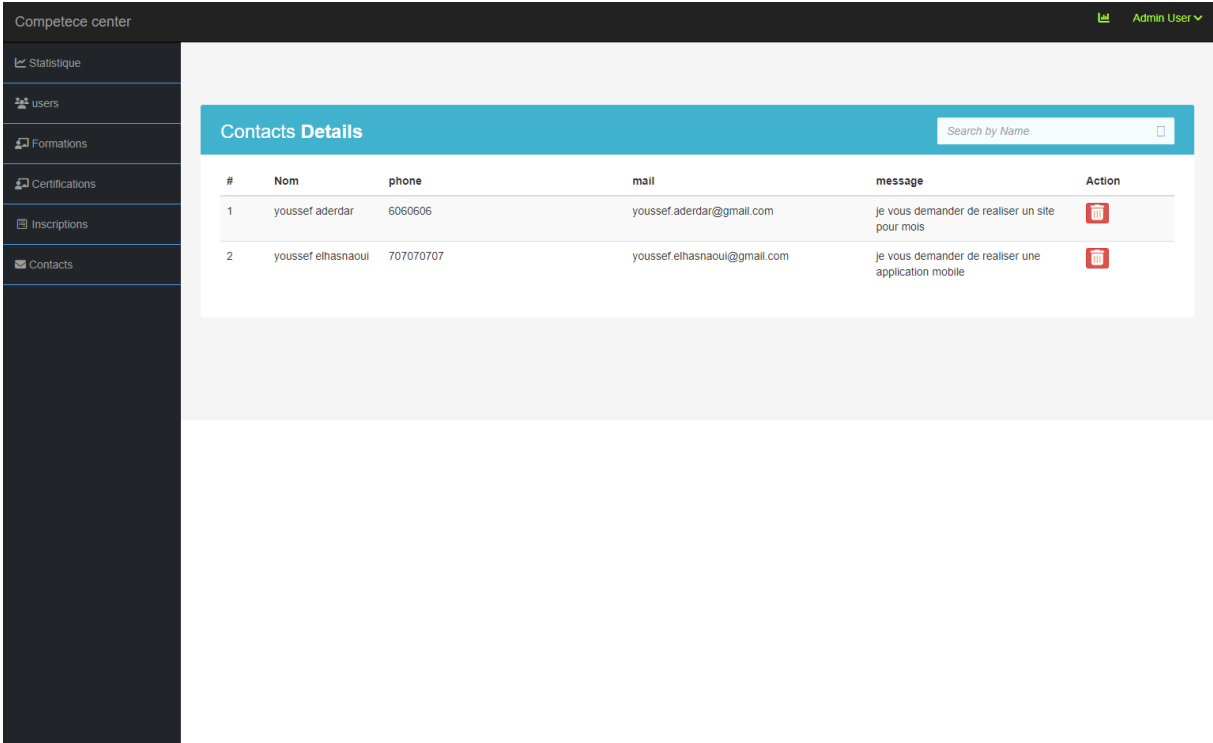 Competece center
Admin User
Statistique
users
Formations
Certifications
Inscriptions
Contacts
Contacts Details
Search by Name
# Nom phone mail message Action
1 youssef aderdar 6060606 youssef.aderdar@gmail.com je vous demander de realiser un site
pour mois
2 youssef elhasnaoui 707070707 youssef.elhasnaoui@gmail.com je vous demander de realiser une
application mobile